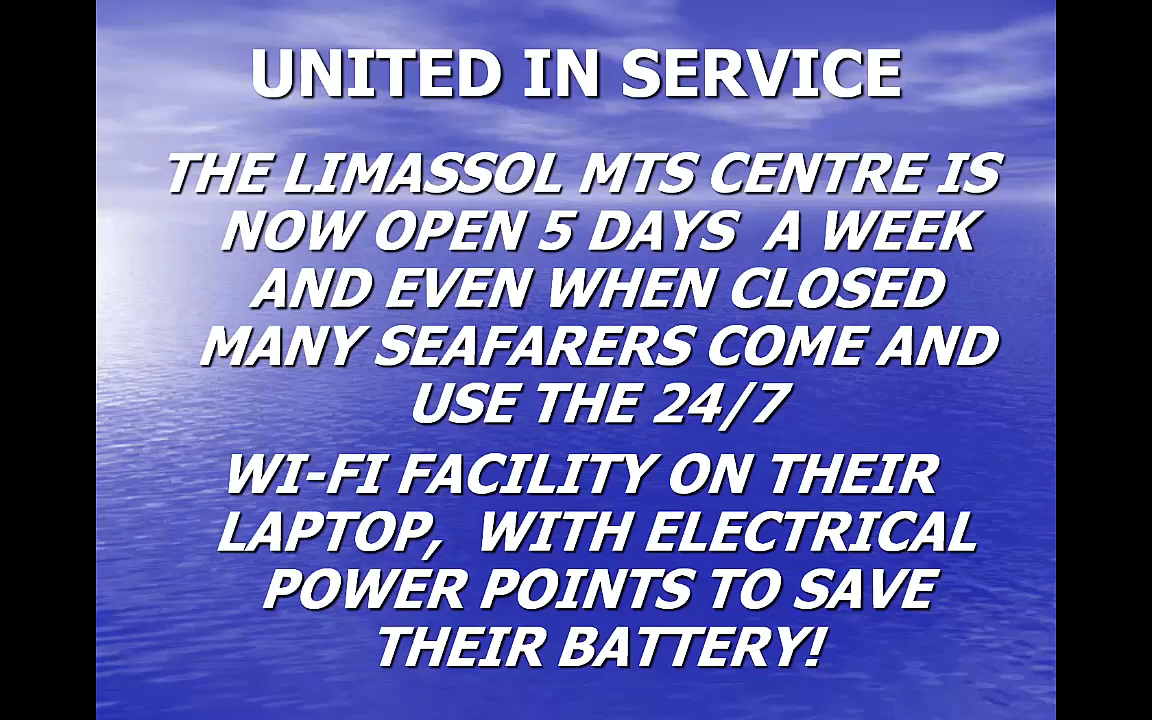 UNITED IN SERVICE
THE LIMASSOL MTS CENTRE IS
NOW OPEN 5 DAYS  A WEEK
AND EVEN WHEN CLOSED
MANY SEAFARERS COME AND
USE THE 24/7
WI-FI FACILITY ON THEIR
LAPTOP,  WITH ELECTRICAL
POWER POINTS TO SAVE
THEIR BATTERY!